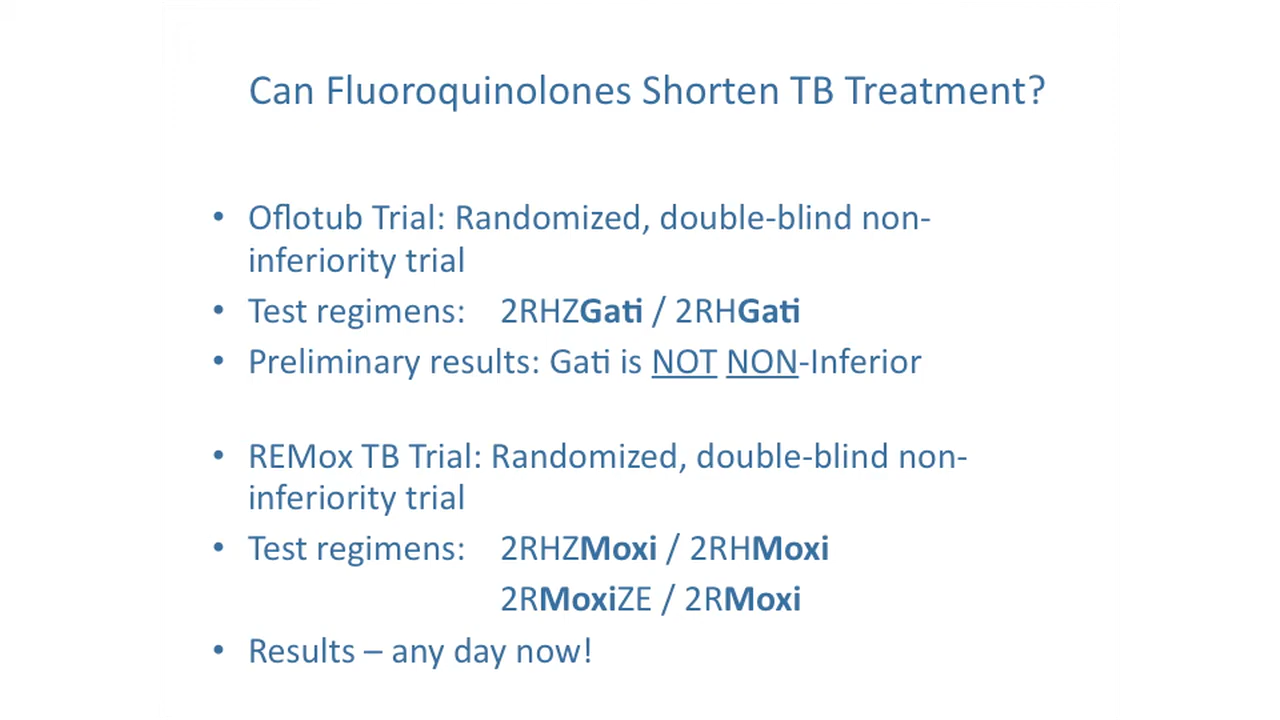 Can Fluoroquinolones Shorten TB Treatment?
• Oflotub Trial: Randomized, double-blind non-
inferiority trial
• Test regimens: 2RHZGati / 2RHGati
• Preliminary results: Gati is NOT NON-Inferior
• REMox TB Trial: Randomized, double-blind non-
inferiority trial
• Test regimens: 2RHZMoxi / 2RHMoxi
2RMoxiZE / 2RMoxi
• Results – any day now!